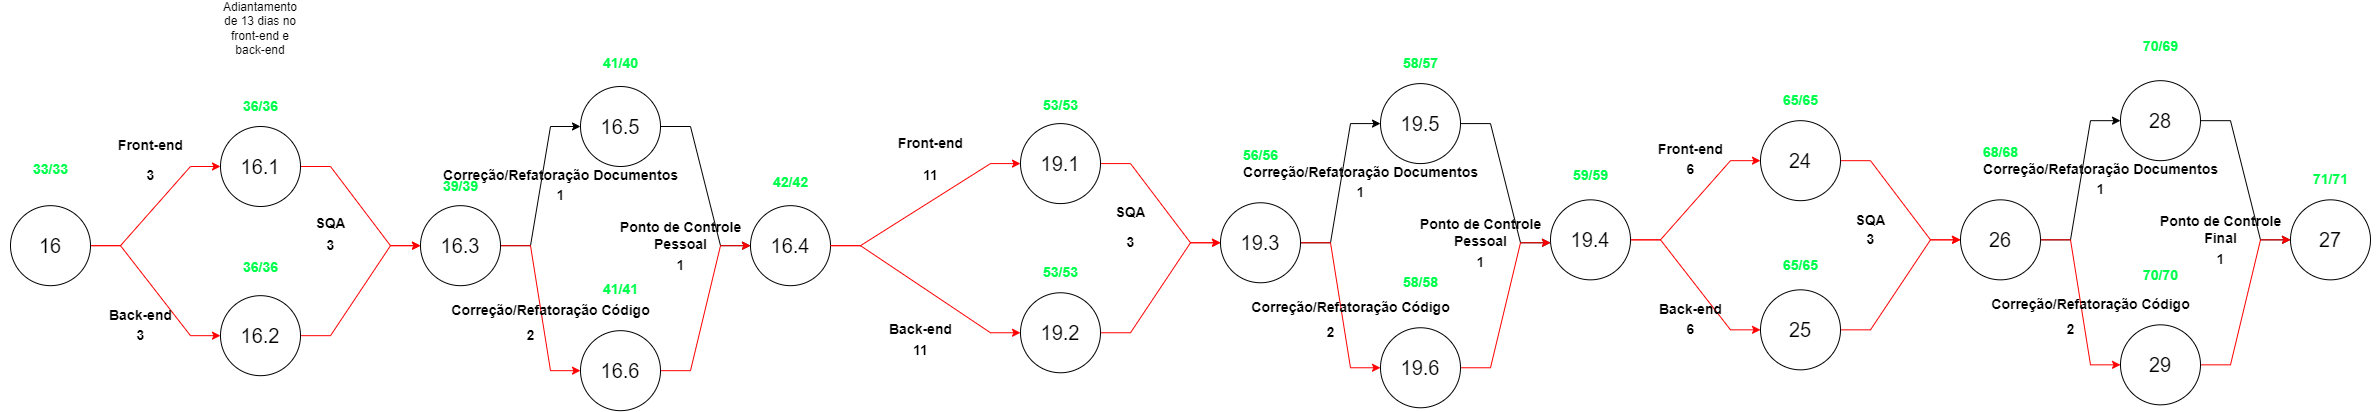 Adiantamento
de 13 dias no
front-end e
back-end
33/33
16
Front-end
3
Back-end
3
36/36
16.1
36/36
16.2
SQA
3
39/39
16.3
41/40
16.5
Correção/Refatoração Documentos
1
41/41
Correção/Refatoração Código
2
16.6
Ponto de Controle
Pessoal
1
42/42
16.4
Front-end
11
Back-end
11
53/53
19.1
53/53
19.2
SQA
3
56/56
19.3
58/57
19.5
Correção/Refatoração Documentos
1
58/58
Correção/Refatoração Código
2
19.6
Ponto de Controle
Pessoal
1
59/59
19.4
Front-end
6
Back-end
6
65/65
24
65/65
25
SQA
3
68/68
26
70/69
28
Correção/Refatoração Documentos
1
70/70
Correção/Refatoração Código
2
29
Ponto de Controle
Final
1
71/71
27